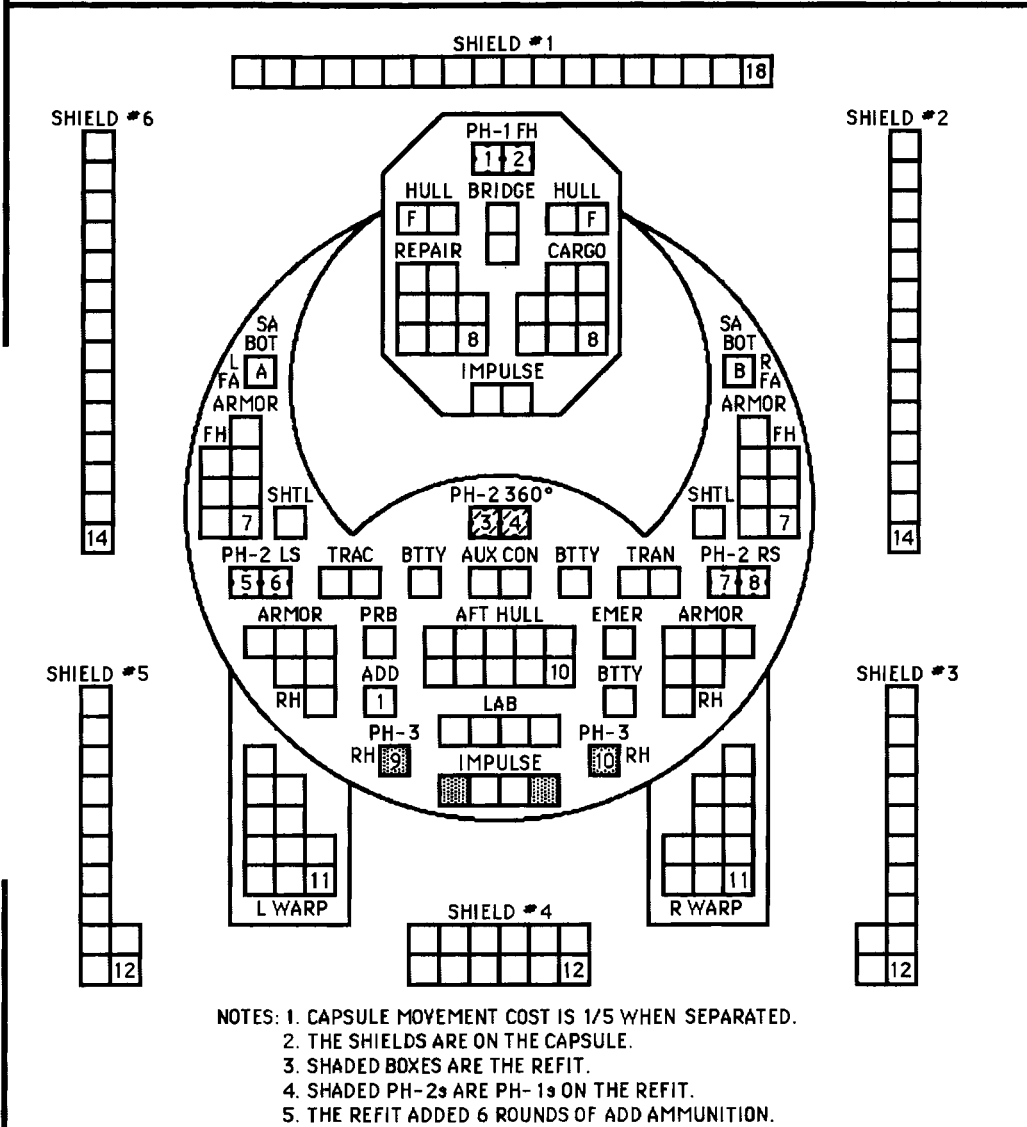 SHIELD #1
18
SHIELD #6
SHIELD #2
PH-1 FH
1 2
HULL BRIDGE HULL
F F
REPAIR CARGO
8 8
SA BOT
SA BOT
L FA A
B R FA
IMPULSE
ARMOR ARMOR
FH FH
SHTL PH-2 360° SHTL
7 3 4 7
14 14
PH-2 LS TRAC BTTY AUX CON BTTY TRAN PH-2 RS
5 6 7 8
ARMOR PRB AFT HULL EMER ARMOR
SHIELD #5 ADD 10 BTTY SHIELD #3
RH 1 LAB RH
PH-3 PH-3
RH 9 IMPULSE 10 RH
11 11
L WARP SHIELD #4 R WARP
12 12 12
NOTES: 1. CAPSULE MOVEMENT COST IS 1/5 WHEN SEPARATED.
2. THE SHIELDS ARE ON THE CAPSULE.
3. SHADED BOXES ARE THE REFIT.
4. SHADED PH-2s ARE PH-1s ON THE REFIT.
5. THE REFIT ADDED 6 ROUNDS OF ADD AMMUNITION.